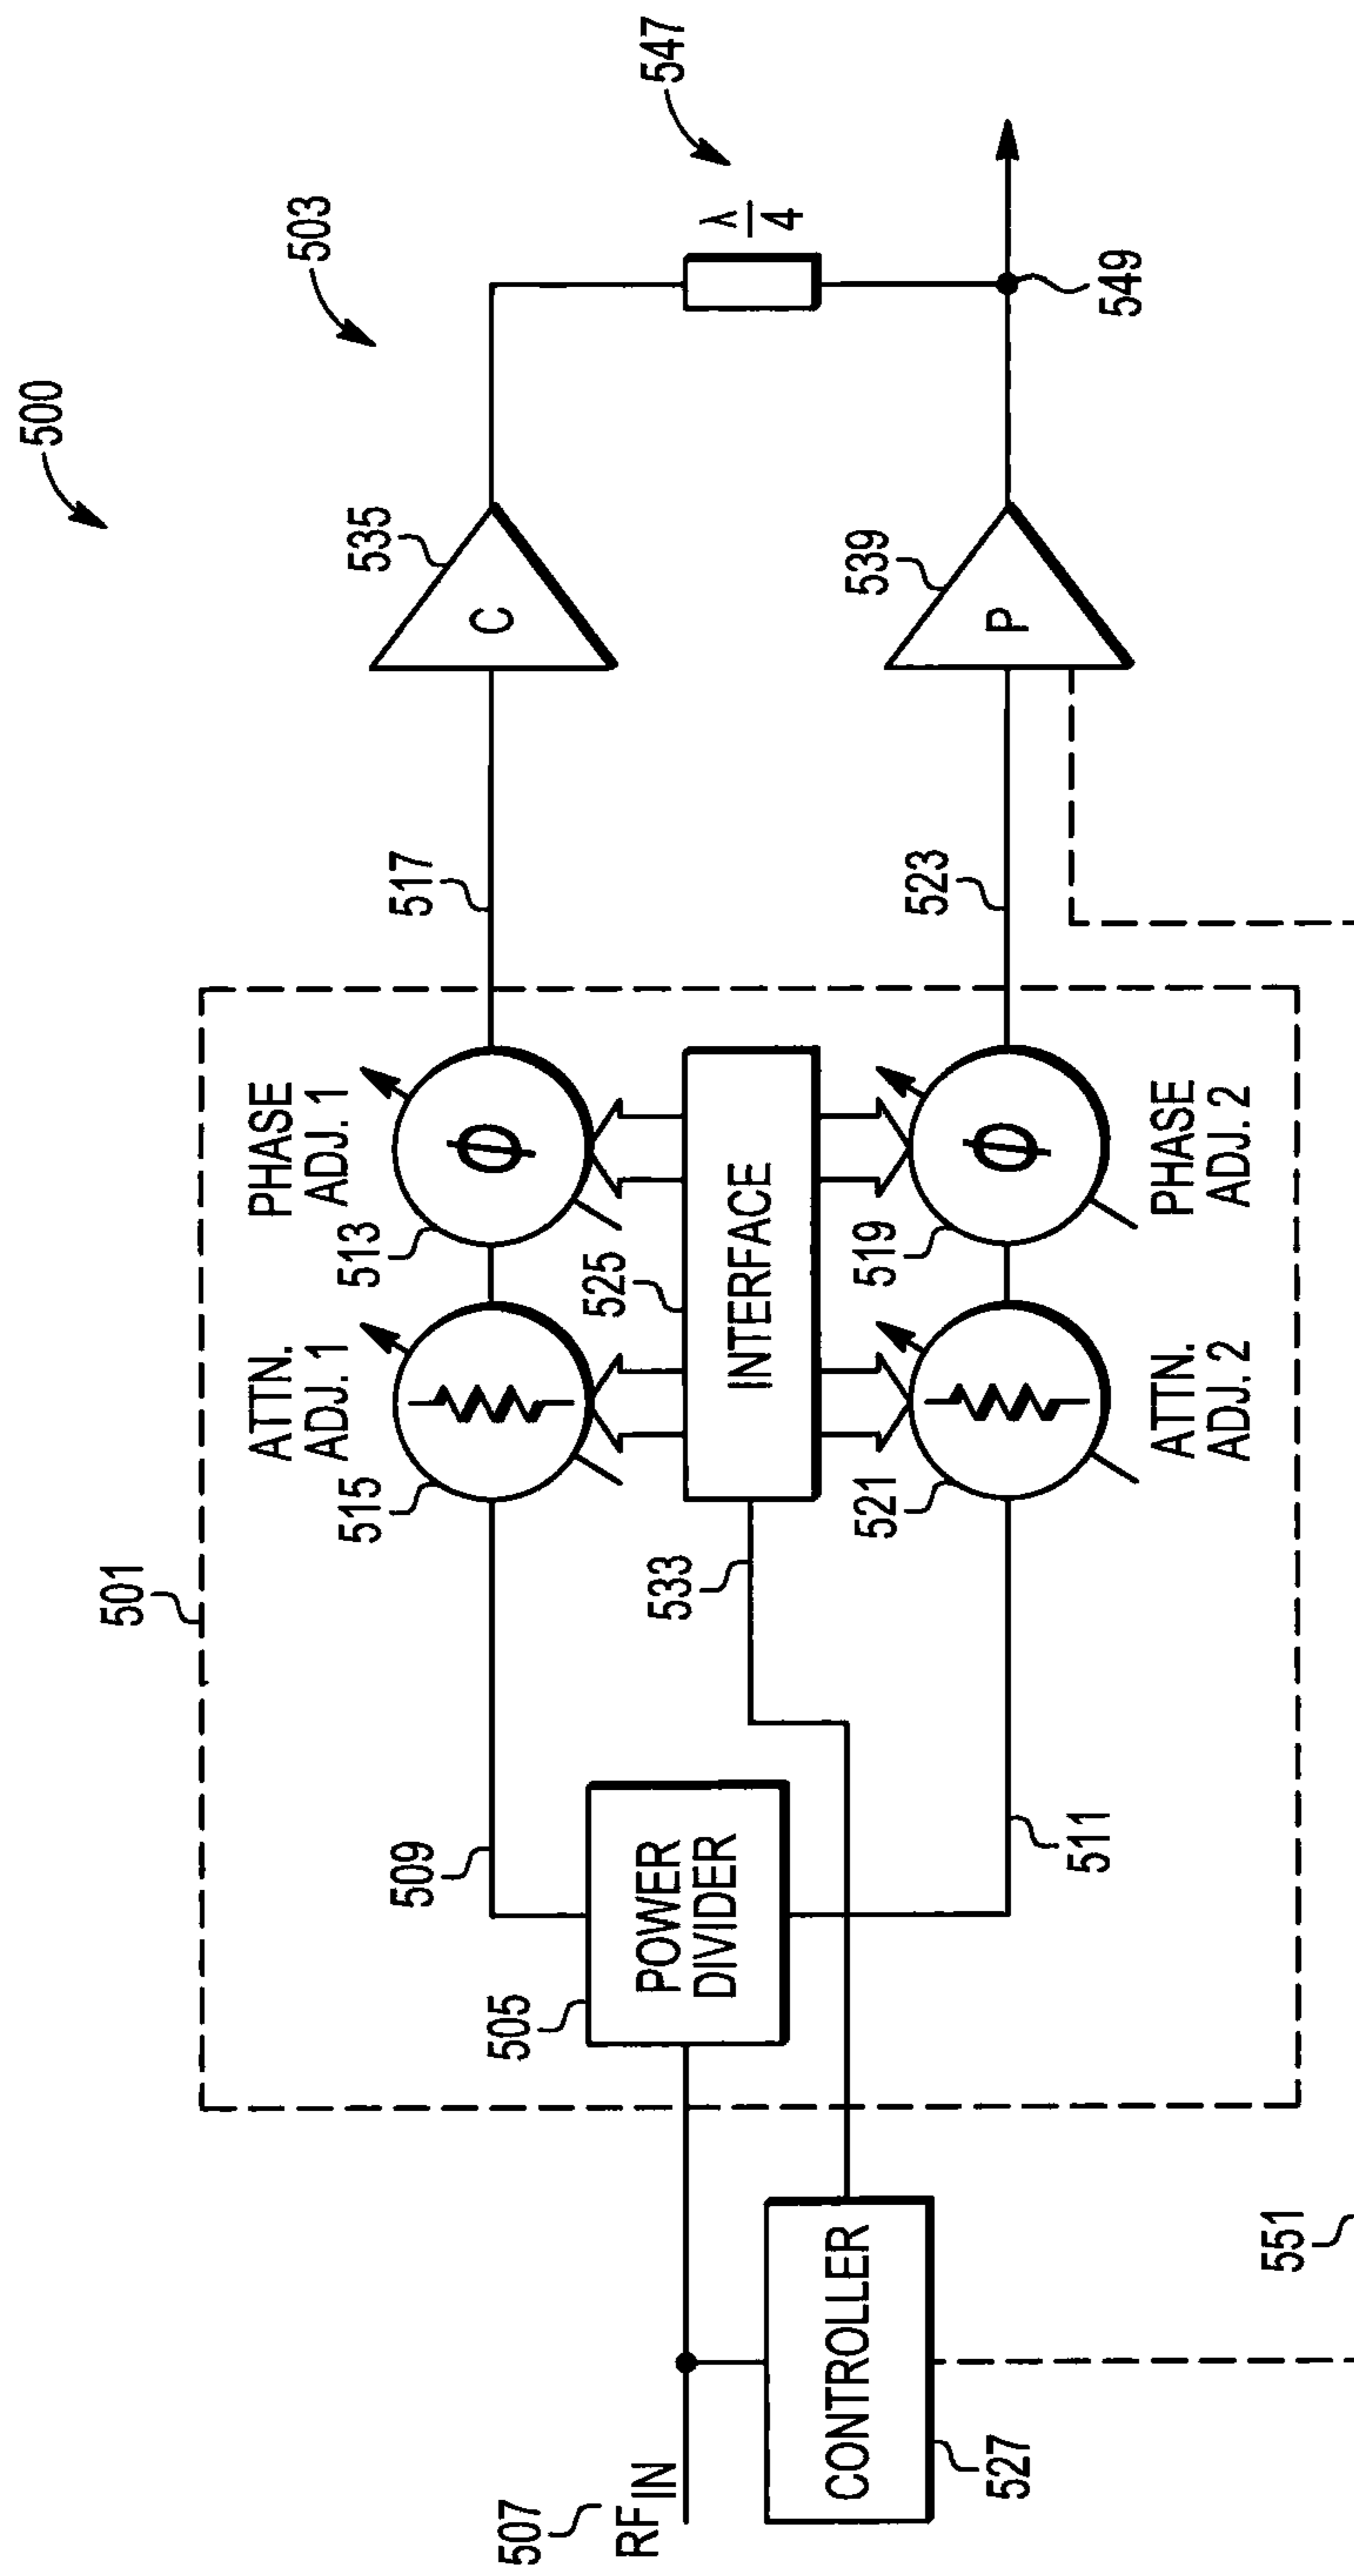 500
503
547
501
535
λ
4
C
517
PHASE
ADJ. 1
ATTN.
ADJ. 1
513
515
509
525
INTERFACE
533
POWER
DIVIDER
505
507
RF IN
CONTROLLER
527
539
P
549
523
519
521
511
PHASE
ADJ. 2
ATTN.
ADJ. 2
Φ
Φ
551